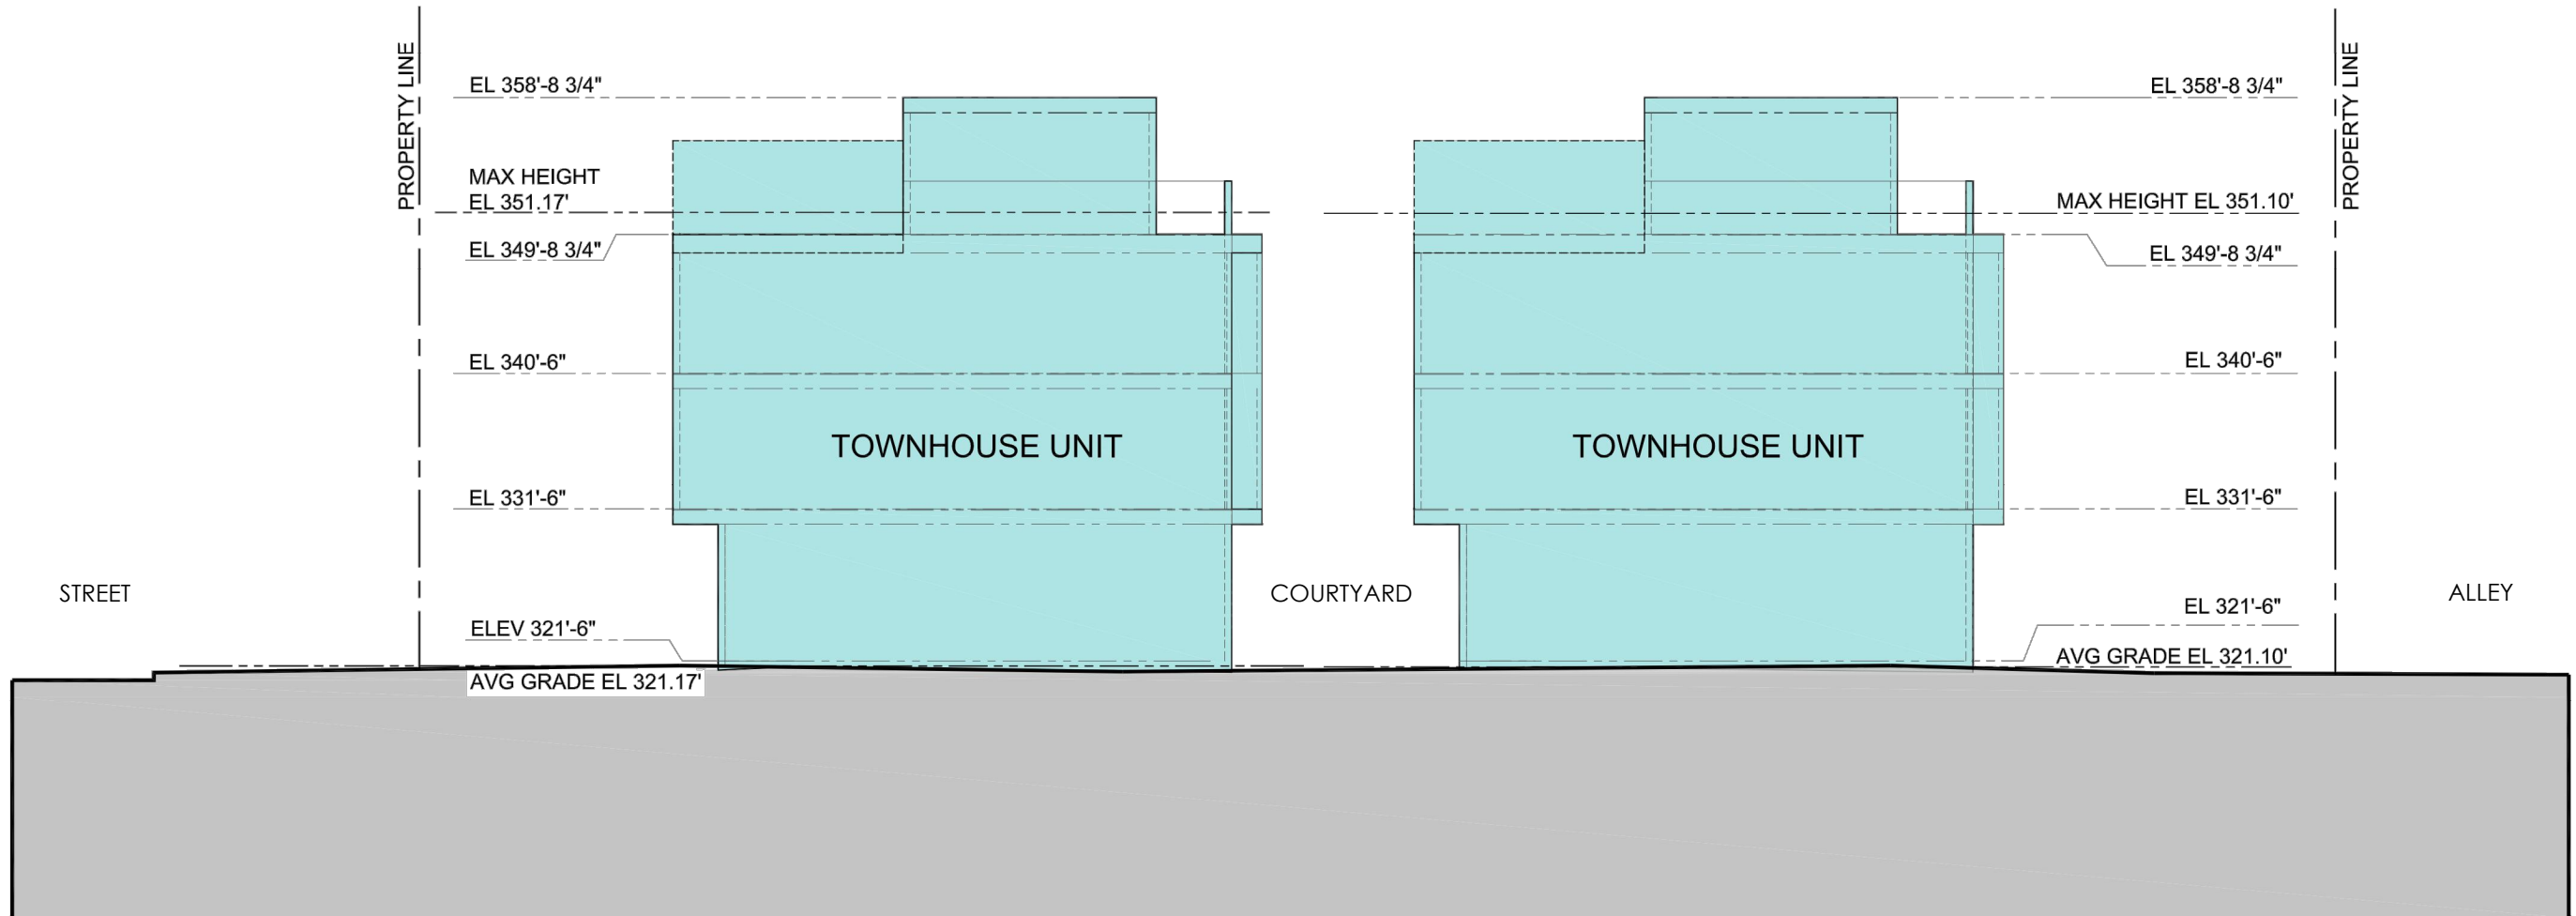 PROPERTY LINE
EL 358'-8 3/4"
MAX HEIGHT
EL 351.17'
EL 349'-8 3/4"
EL 340'-6"
EL 331'-6"
ELEV 321'-6"
AVG GRADE EL 321.17'
STREET
TOWNHOUSE UNIT
COURTYARD
TOWNHOUSE UNIT
EL 358'-8 3/4"
MAX HEIGHT EL 351.10'
EL 349'-8 3/4"
EL 340'-6"
EL 331'-6"
EL 321'-6"
AVG GRADE EL 321.10'
PROPERTY LINE
ALLEY